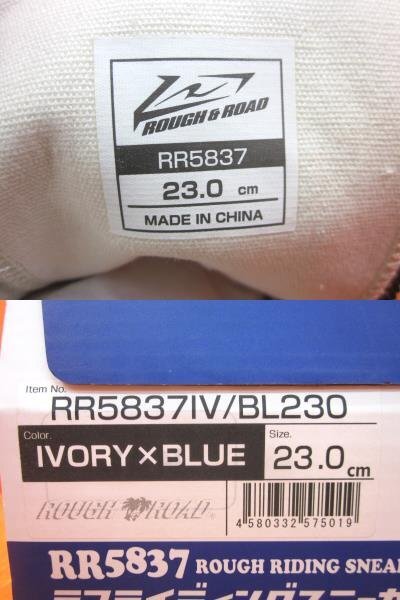 ROUGH & ROAD
RR5837
23.0 cm
MADE IN CHINA
Item No.
RR5837IV/BL230
Color.
Size.
IVORY×BLUE
23.0 cm
ROUGH ROAD
4 580332 575019
RR5837 ROUGH RIDING SNEA
ラフライディングスニーカ